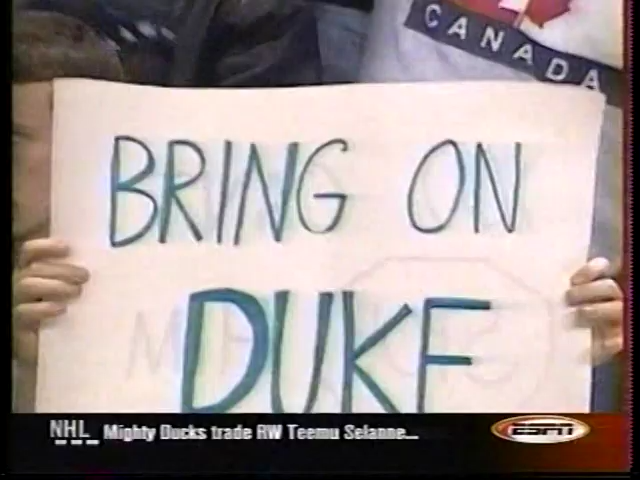 CANADA
BRING ON
DUKE
NHL Mighty Ducks trade RW Teemu Selanne...
ESPN